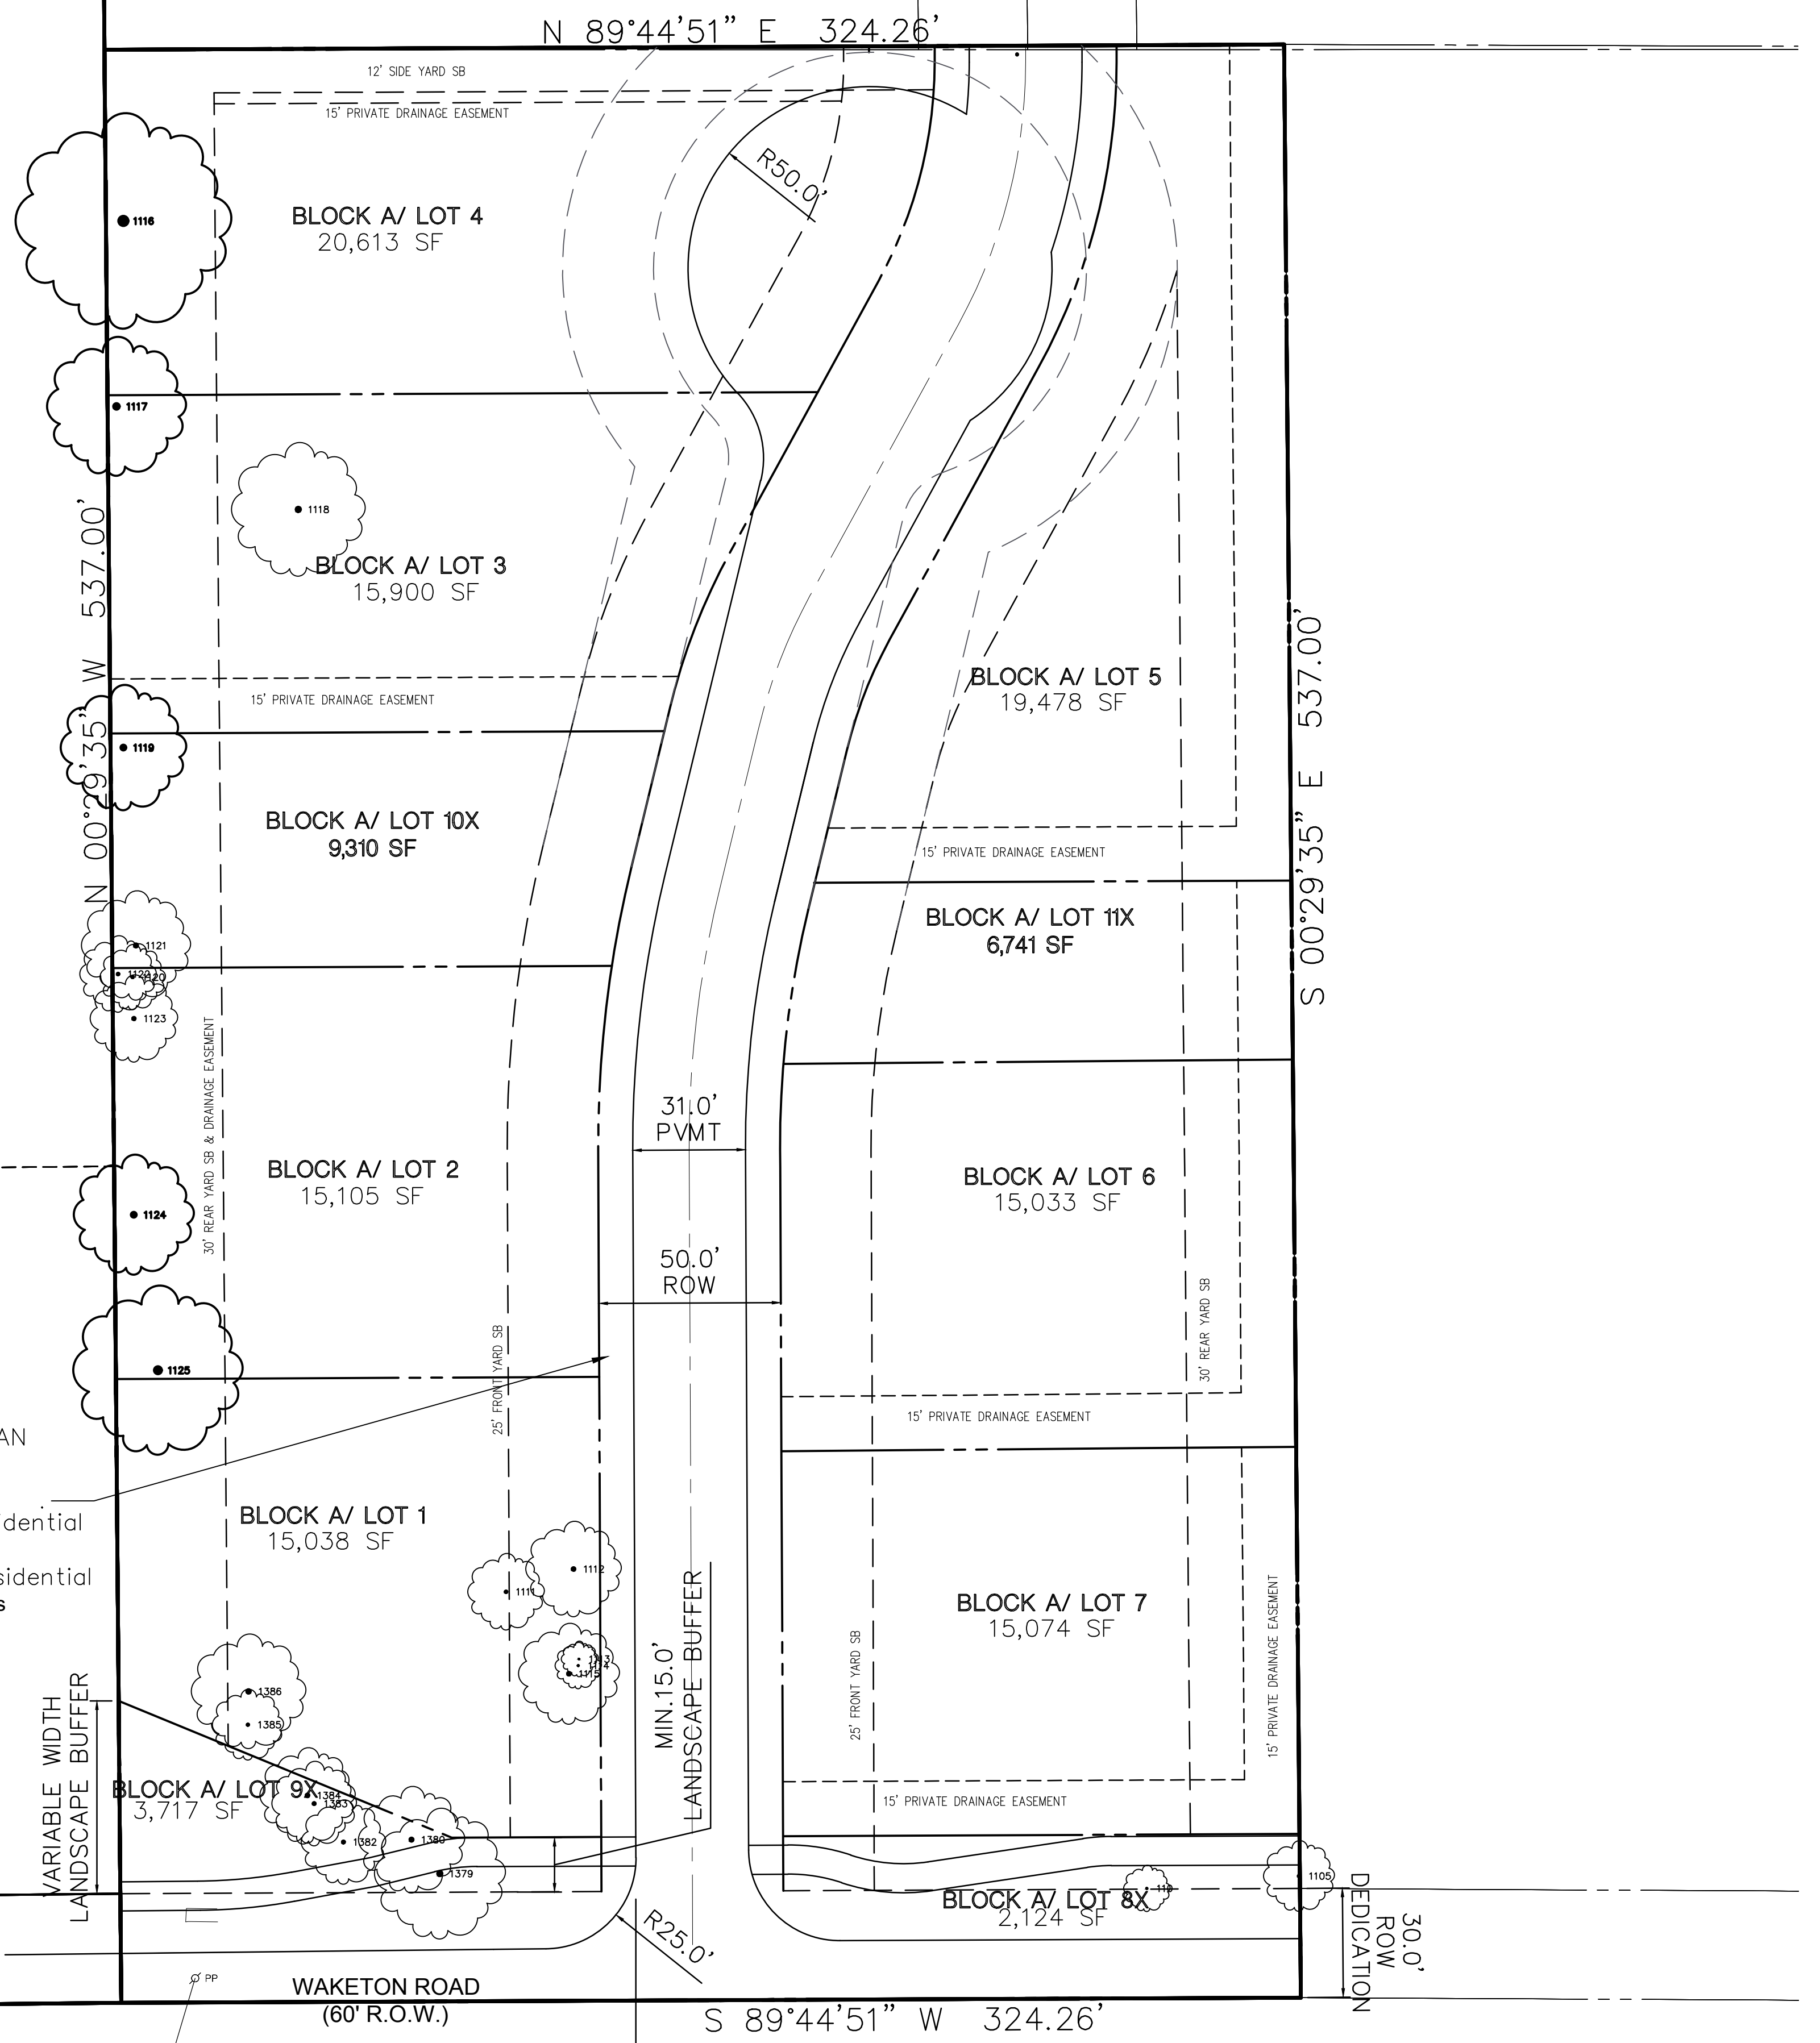 N 89°44'51" E 324.26'
12' SIDE YARD SB
15' PRIVATE DRAINAGE EASEMENT
R50.0'
1116
BLOCK A/ LOT 4
20,613 SF
1117
1118
BLOCK A/ LOT 3
15,900 SF
N 00°29'35" W 537.00'
S 00°29'35" E 537.00'
15' PRIVATE DRAINAGE EASEMENT
BLOCK A/ LOT 5
19,478 SF
1119
BLOCK A/ LOT 10X
9,310 SF
15' PRIVATE DRAINAGE EASEMENT
BLOCK A/ LOT 11X
6,741 SF
1121
1122
1120
1123
30' REAR YARD SB & DRAINAGE EASEMENT
31.0'
PVMT
BLOCK A/ LOT 2
15,105 SF
BLOCK A/ LOT 6
15,033 SF
1124
50.0'
ROW
1125
25' FRONT YARD SB
30' REAR YARD SB
15' PRIVATE DRAINAGE EASEMENT
AN
BLOCK A/ LOT 1
15,038 SF
idential
sidential
s
1112
1111
BLOCK A/ LOT 7
15,074 SF
15' PRIVATE DRAINAGE EASEMENT
MIN.15.0'
LANDSCAPE BUFFER
25' FRONT YARD SB
1113
1114
1115
1386
1385
VARIABLE WIDTH
LANDSCAPE BUFFER
BLOCK A/ LOT 9X
3,717 SF
1384
1383
1382
1380
1379
15' PRIVATE DRAINAGE EASEMENT
1105
BLOCK A/ LOT 8X
2,124 SF
30.0'
ROW
DEDICATION
R25.0'
PP
WAKETON ROAD
(60' R.O.W.)
S 89°44'51" W 324.26'